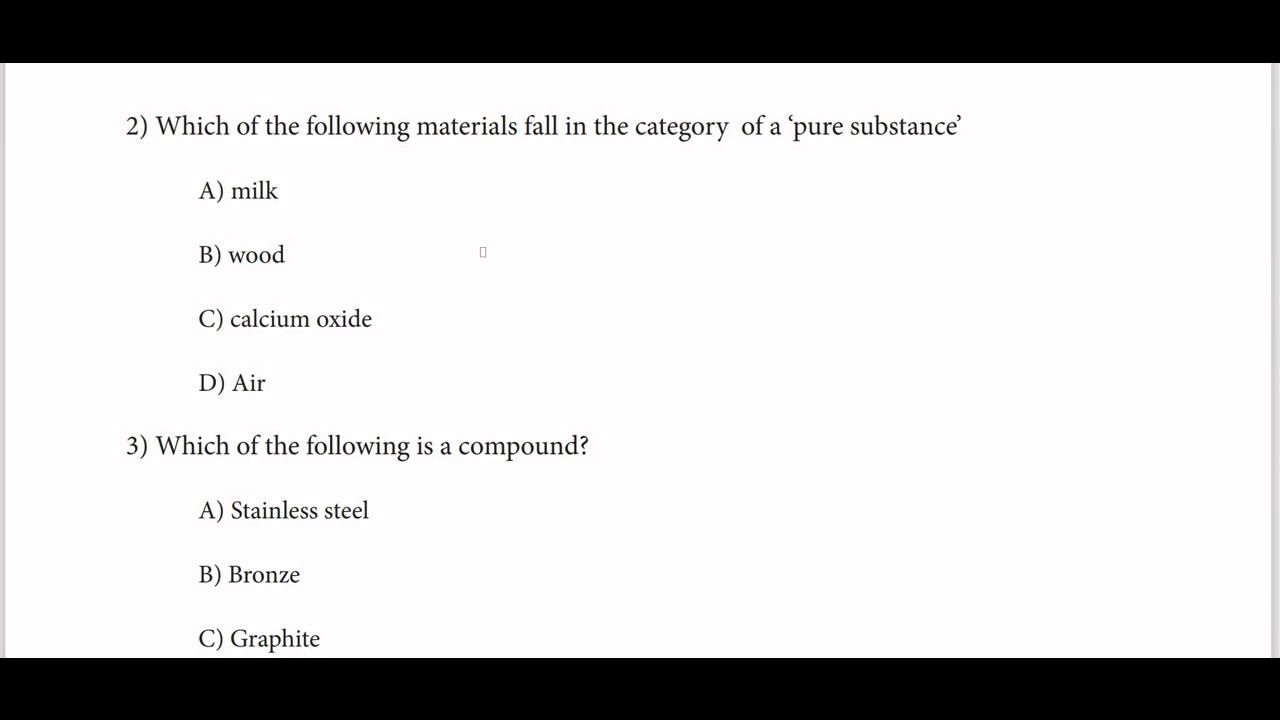 2) Which of the following materials fall in the category of a ‘pure substance’
A) milk
B) wood
C) calcium oxide
D) Air
3) Which of the following is a compound?
A) Stainless steel
B) Bronze
C) Graphite